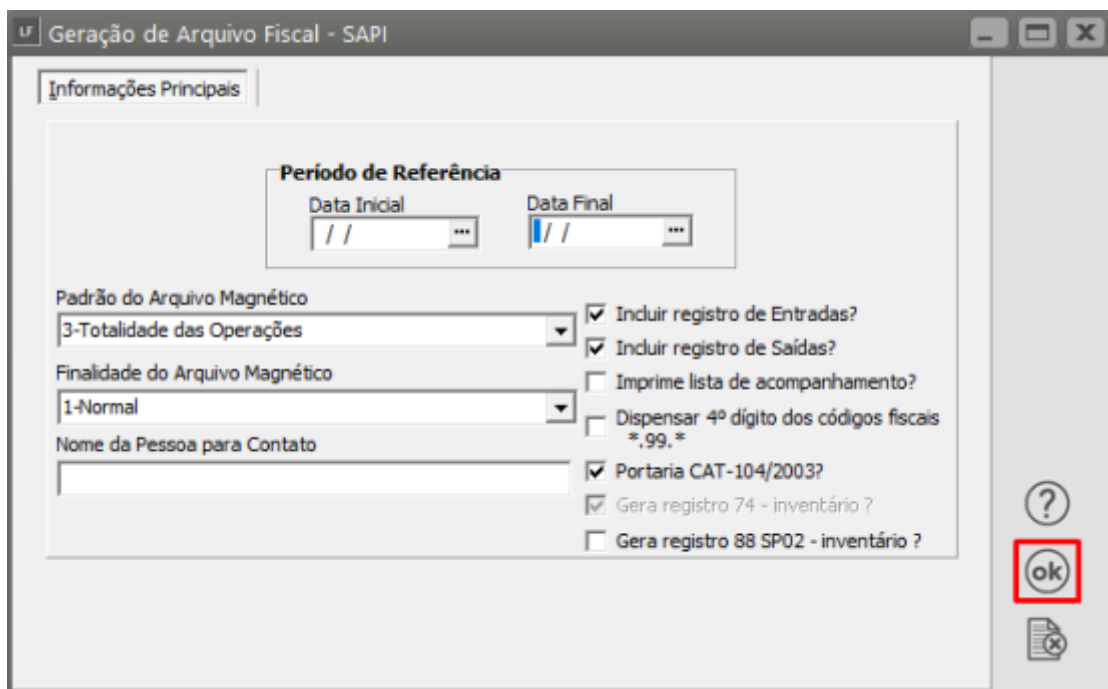 LF Geração de Arquivo Fiscal - SAPI
Informações Principais
Período de Referência
Data Inicial
Data Final
/ /
...
/ /
...
Padrão do Arquivo Magnético
3-Totalidade das Operações
Finalidade do Arquivo Magnético
1-Normal
Nome da Pessoa para Contato
Incluir registro de Entradas?
Incluir registro de Saídas?
Imprime lista de acompanhamento?
Dispensar 4º dígito dos códigos fiscais
*.99.*
Portaria CAT-104/2003?
Gera registro 74 - inventário ?
Gera registro 88 SP02 - inventário ?
?
ok